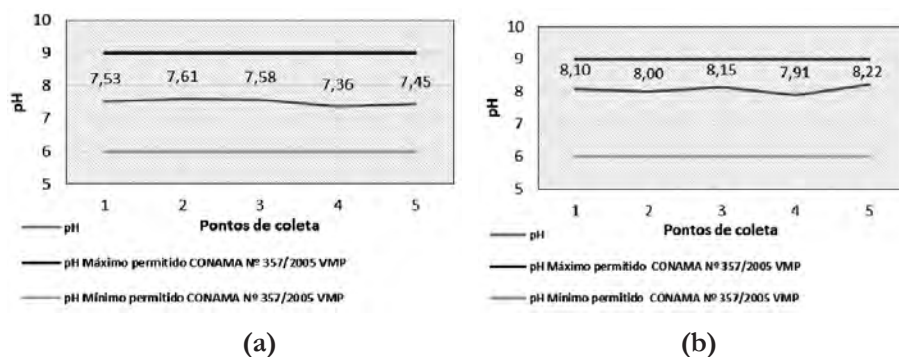 (a)
10
9
8
7
6
5
pH
7,53 7,61 7,58 7,36 7,45
1 2 3 4 5
Pontos de coleta
pH
pH Máximo permitido CONAMA Nº 357/2005 VMP
pH Mínimo permitido CONAMA Nº 357/2005 VMP
(a)
(b)
10
9
8
7
6
5
pH
8,10 8,00 8,15 7,91 8,22
1 2 3 4 5
Pontos de coleta
pH
pH Máximo permitido CONAMA Nº 357/2005 VMP
pH Mínimo permitido CONAMA Nº 357/2005 VMP
(b)